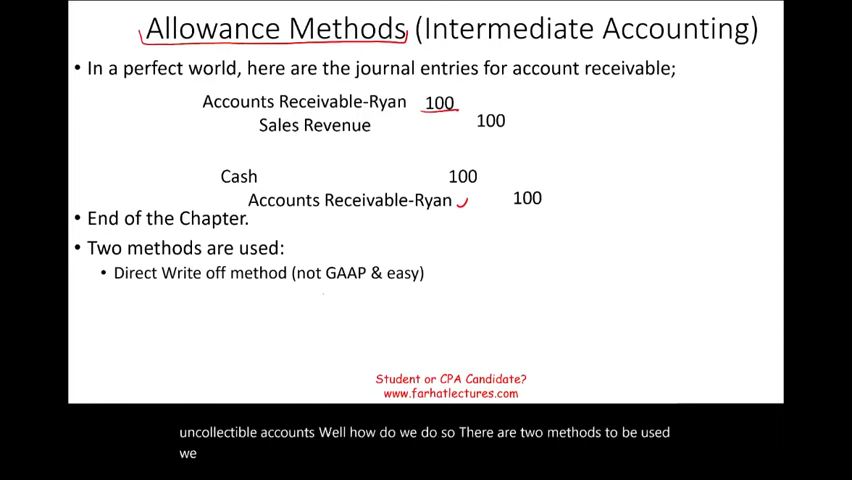 Allowance Methods (Intermediate Accounting)
• In a perfect world, here are the journal entries for account receivable;
Accounts Receivable-Ryan 100
Sales Revenue 100
Cash 100
Accounts Receivable-Ryan 100
• End of the Chapter.
• Two methods are used:
• Direct Write off method (not GAAP & easy)
Student or CPA Candidate?
www.farhatlectures.com
uncollectible accounts Well how do we do so There are two methods to be used
we